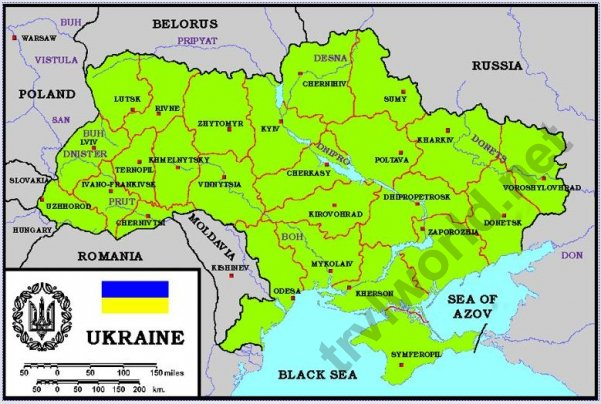 BUH
BELORUS
PRIPYAT
WARSAW
VISTULA
DESNA
RUSSIA
CHERNIHIV
POLAND
LUTSK
RIVNE
SUMY
SAN
ZHYTOMYR
KYIV
KHARKIV
BUH
LVIV
DNISTER
DNIPRO
DONETS
KHMELNYTSKY
TERNOPIL
CHERKASY
POLTAVA
SLOVAKIA
IVANO-FRANKIVSK
VINNYTSIA
VOROSHYLOVHRAD
UZHHOROD
PRUT
DHIPROPETROSK
CHERNIVTSI
KIROVOHRAD
DONETSK
HUNGARY
MOLDAVIA
BOH
ZAPOROZHIA
ROMANIA
DON
KISHINEV
MYKOLAIV
ODESA
KHERSON
SEA OF
AZOV
UKRAINE
SYMFEROPIL
BLACK SEA
50 0 50 100 150
miles
50 0 50 100 150 200
km.
trvlworld.net